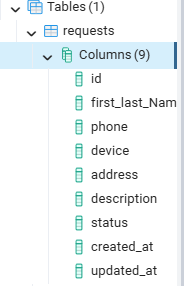 Tables (1)
requests
Columns (9)
id
first_last_Nam
phone
device
address
description
status
created_at
updated_at